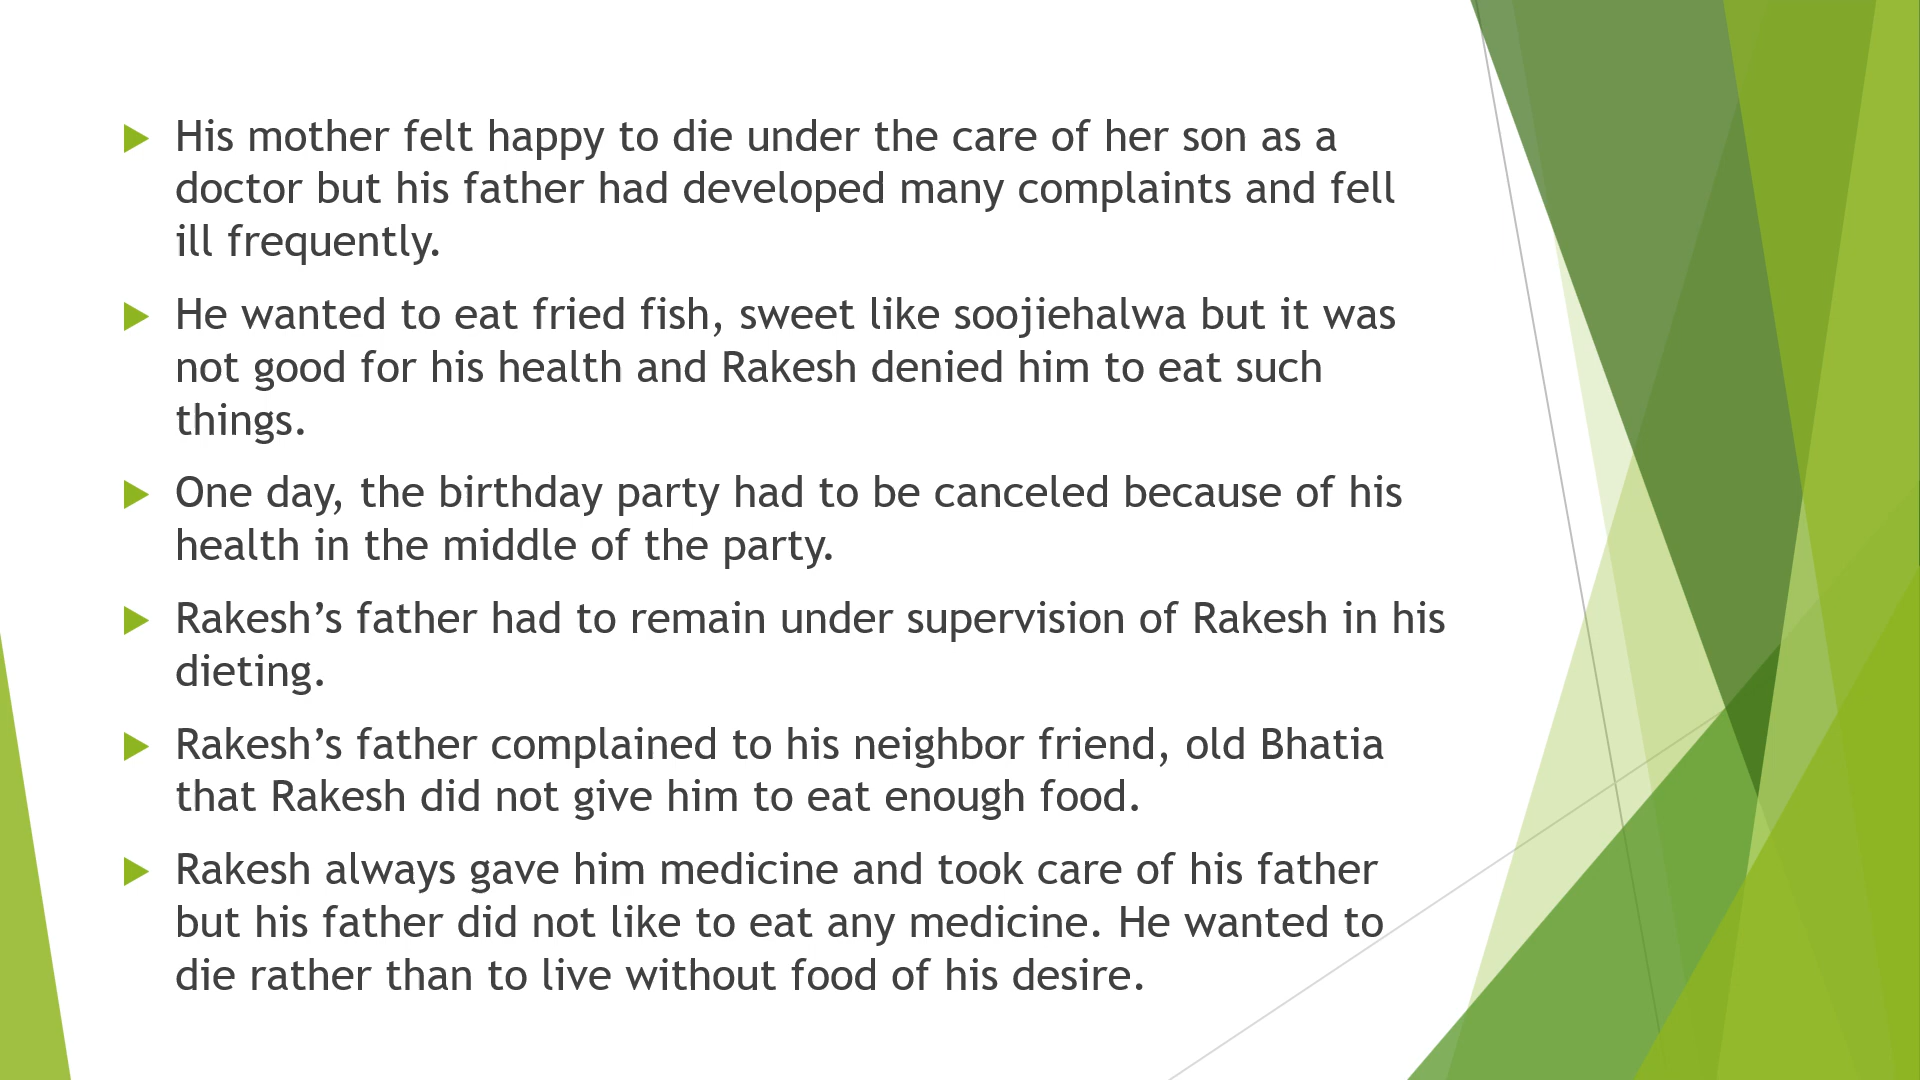 His mother felt happy to die under the care of her son as a
doctor but his father had developed many complaints and fell
ill frequently.
He wanted to eat fried fish, sweet like soojiehalwa but it was
not good for his health and Rakesh denied him to eat such
things.
One day, the birthday party had to be canceled because of his
health in the middle of the party.
Rakesh’s father had to remain under supervision of Rakesh in his
dieting.
Rakesh’s father complained to his neighbor friend, old Bhatia
that Rakesh did not give him to eat enough food.
Rakesh always gave him medicine and took care of his father
but his father did not like to eat any medicine. He wanted to
die rather than to live without food of his desire.